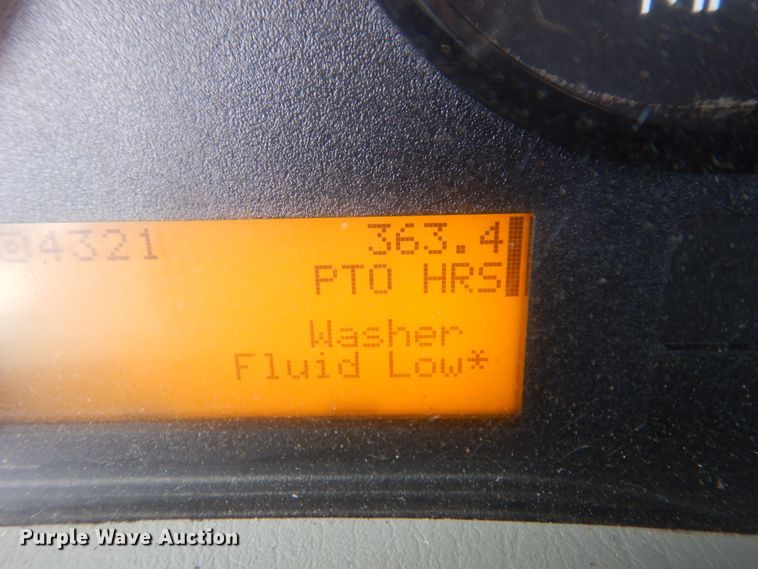 4321 363.4
PTO HRS
Washer
Fluid Low*
Purple Wave Auction